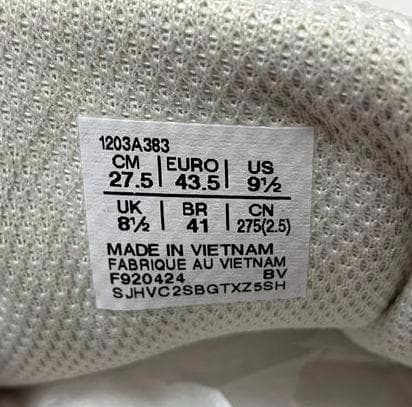 1203A383
CM | EURO | US
27.5 | 43.5 | 9½
UK | BR | CN
8½ | 41 | 275(2.5)
MADE IN VIETNAM
FABRIQUE AU VIETNAM
F920424 BV
SJHVC2SBGTXZ5SH